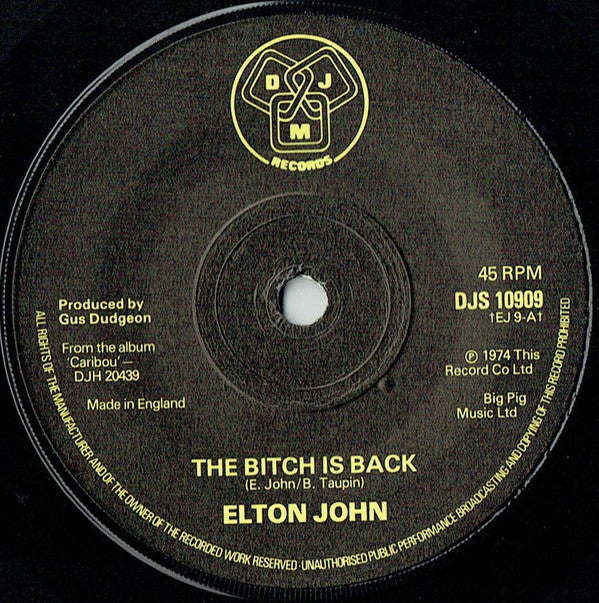 D J
M
RECORDS
45 RPM
DJS 10909
†EJ 9-A†
Produced by
Gus Dudgeon
From the album
'Caribou'—
DJH 20439
Made in England
℗ 1974 This
Record Co Ltd
Big Pig
Music Ltd
THE BITCH IS BACK
(E. John/B. Taupin)
ELTON JOHN
ALL RIGHTS OF THE MANUFACTURER AND OF THE OWNER OF THE RECORDED WORK RESERVED · UNAUTHORISED PUBLIC PERFORMANCE BROADCASTING AND COPYING OF THIS RECORD PROHIBITED